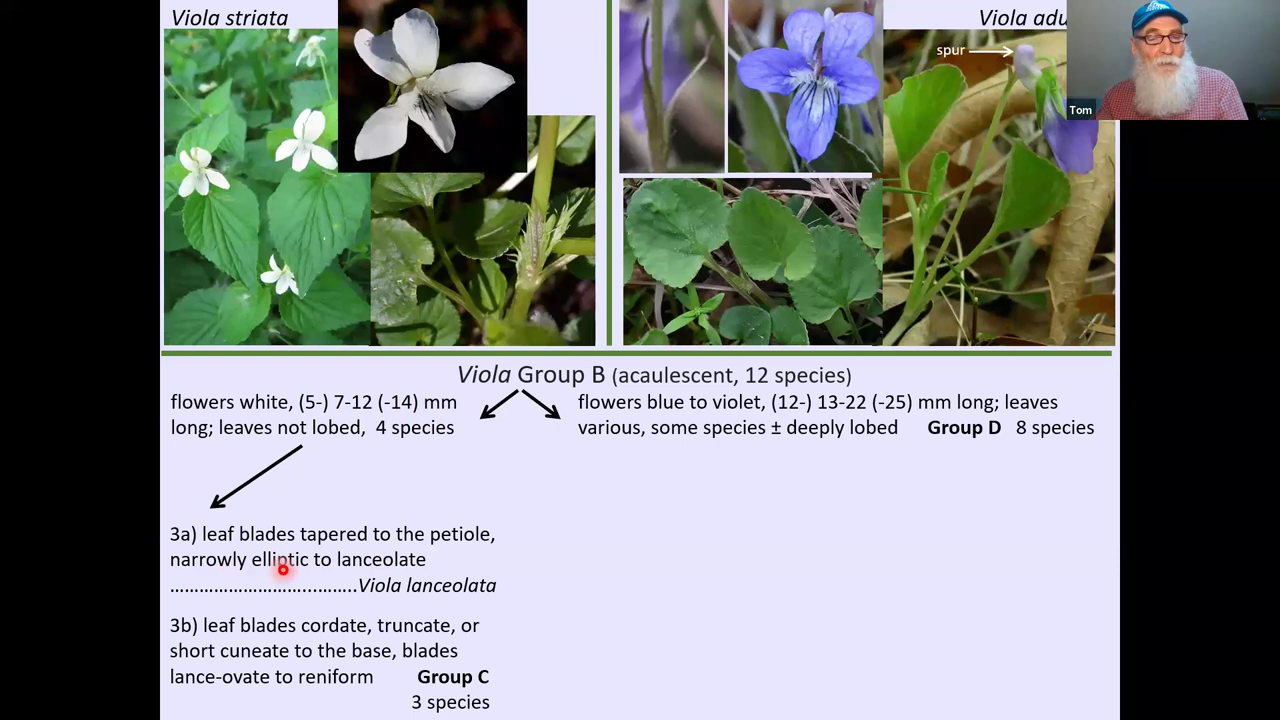 Viola striata
Viola adu
spur
Tom
Viola Group B (acaulescent, 12 species)
flowers white, (5-) 7-12 (-14) mm
long; leaves not lobed, 4 species
flowers blue to violet, (12-) 13-22 (-25) mm long; leaves
various, some species ± deeply lobed Group D 8 species
3a) leaf blades tapered to the petiole,
narrowly elliptic to lanceolate
…………………………...……..Viola lanceolata
3b) leaf blades cordate, truncate, or
short cuneate to the base, blades
lance-ovate to reniform Group C
3 species